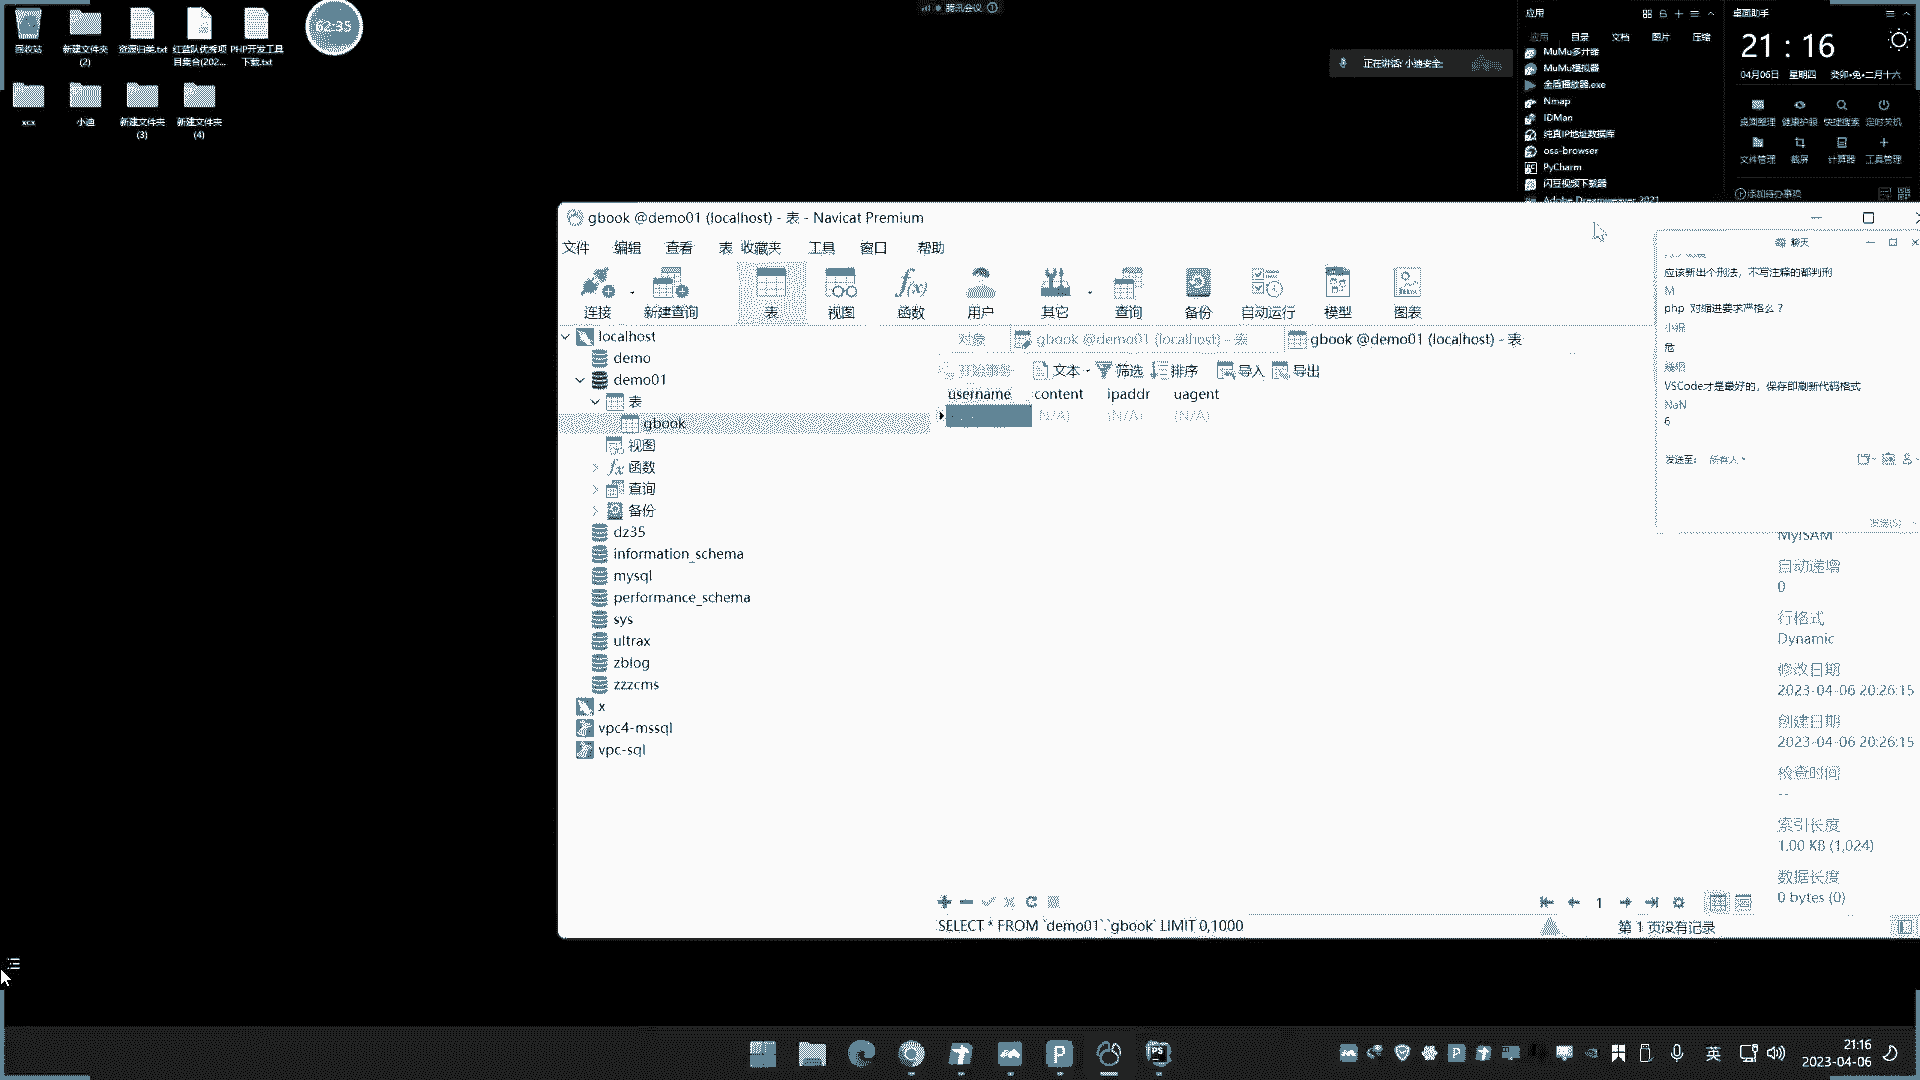 回收站
新建文件夹
(2)
资源归类.txt
红蓝队优秀项
目集合(202...
PHP开发工具
下载.txt
62:35
xcx
小迪
新建文件夹
(3)
新建文件夹
(4)
腾讯会议
正在讲话: 小迪安全;
应用
应用 目录 文档 图片 压缩
MuMu多开器
MuMu模拟器
金盾播放器.exe
Nmap
IDMan
纯真IP地址数据库
oss-browser
PyCharm
闪豆视频下载器
Adobe Dreamweaver 2021
桌面助手
21 : 16
04月06日 星期四 癸卯•兔•二月十六
桌面整理 健康护眼 快捷搜索 定时关机
文件管理 截屏 计算器 工具管理
添加待办事项
gbook @demo01 (localhost) - 表 - Navicat Premium
文件 编辑 查看 表 收藏夹 工具 窗口 帮助
连接 新建查询 表 视图 函数 用户 其它 查询 备份 自动运行 模型 图表
localhost
demo
demo01
表
gbook
视图
函数
查询
备份
dz35
information_schema
mysql
performance_schema
sys
ultrax
zblog
zzzcms
x
vpc4-mssql
vpc-sql
对象 gbook @demo01 (localhost) - 表 gbook @demo01 (localhost) - 表
开始事务 文本 筛选 排序 导入 导出
username content ipaddr uagent
(N/A) (N/A) (N/A)
聊天
应该新出个刑法，不写注释的都判刑
M
php 对缩进要求严格么？
危
VSCode才是最好的，保存即刷新代码格式
NaN
6
发送至: 所有人
发送(S)
MyISAM
自动递增
0
行格式
Dynamic
修改日期
2023-04-06 20:26:15
创建日期
2023-04-06 20:26:15
检查时间
--
索引长度
1.00 KB (1,024)
数据长度
0 bytes (0)
1
SELECT * FROM `demo01`.`gbook` LIMIT 0,1000
第 1 页没有记录
英
21:16
2023-04-06